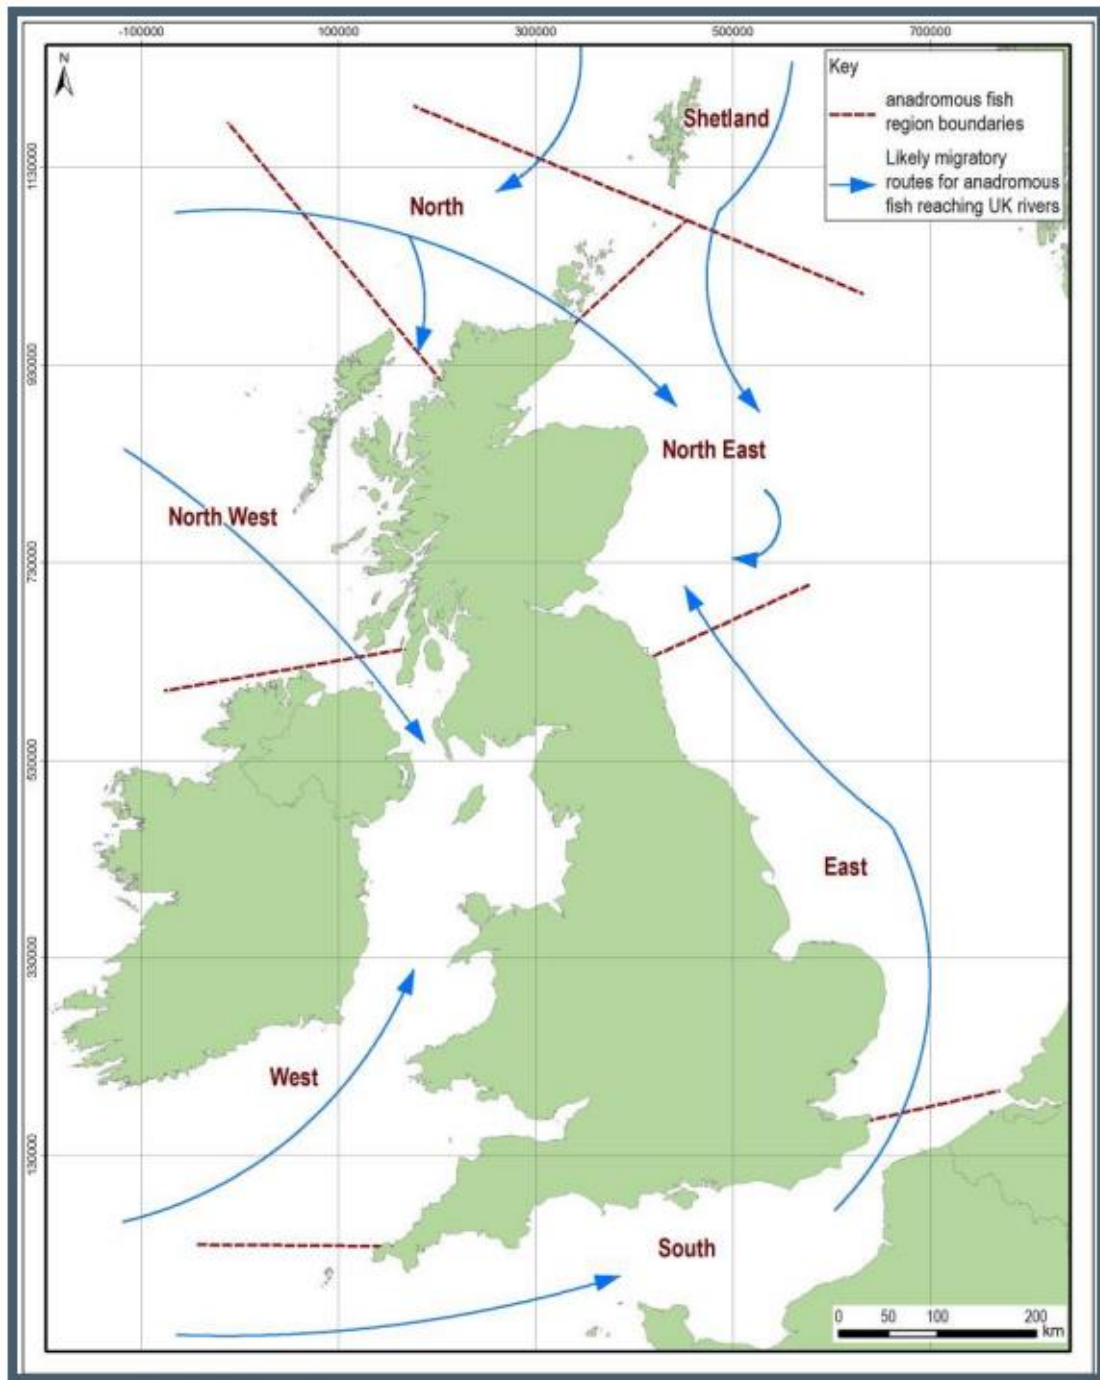 -100000 100000 300000 500000 700000
N
Key
anadromous fish
region boundaries
Likely migratory
routes for anadromous
fish reaching UK rivers
Shetland
1130000
North
930000
North East
North West
730000
530000
East
330000
West
130000
South
0 50 100 200
km